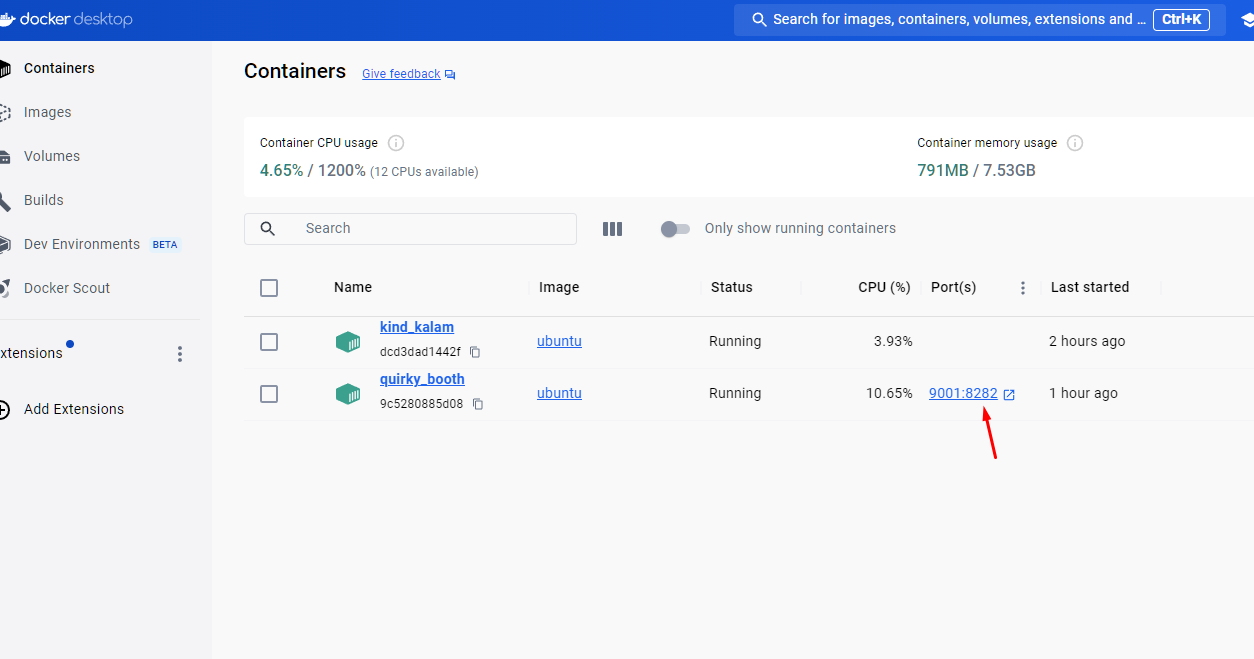 docker desktop
Search for images, containers, volumes, extensions and ... Ctrl+K
Containers
Images
Volumes
Builds
Dev Environments BETA
Docker Scout
xtensions
Add Extensions
Containers Give feedback
Container CPU usage
4.65% / 1200% (12 CPUs available)
Container memory usage
791MB / 7.53GB
Search
Only show running containers
Name Image Status CPU (%) Port(s) Last started
kind_kalam
dcd3dad1442f
ubuntu Running 3.93% 2 hours ago
quirky_booth
9c5280885d08
ubuntu Running 10.65% 9001:8282 1 hour ago